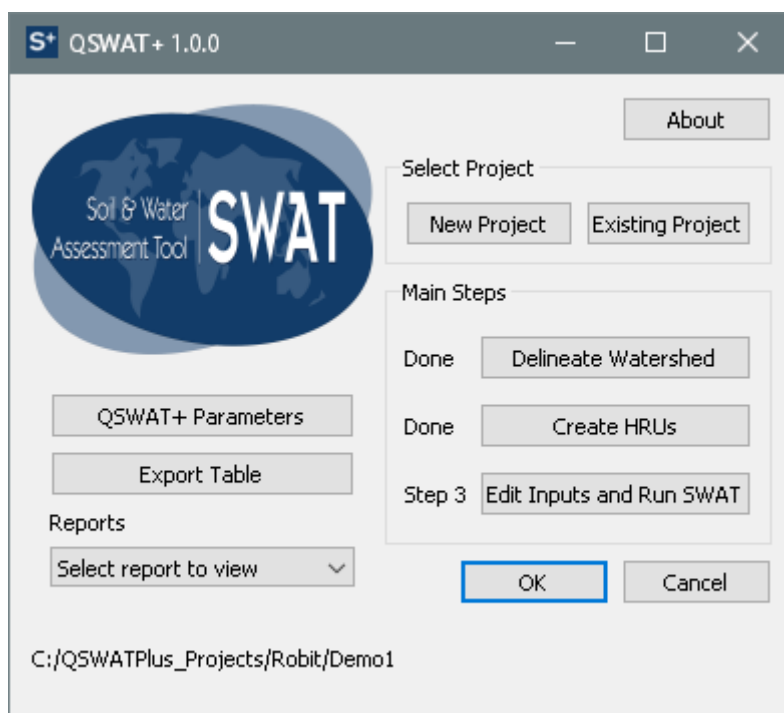 S+ QSWAT+ 1.0.0
About
Soil & Water
Assessment Tool
SWAT
Select Project
New Project
Existing Project
Main Steps
Done
Delineate Watershed
Done
Create HRUs
Step 3
Edit Inputs and Run SWAT
QSWAT+ Parameters
Export Table
Reports
Select report to view
OK
Cancel
C:/QSWATPlus_Projects/Robit/Demo1